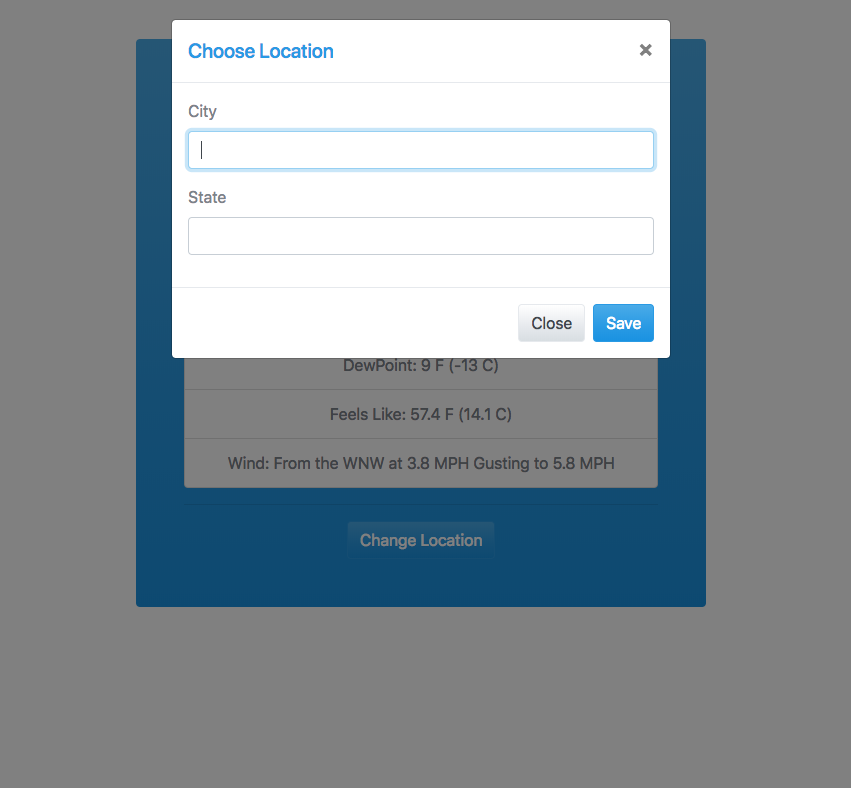 Choose Location
×
City
State
Close Save
DewPoint: 9 F (-13 C)
Feels Like: 57.4 F (14.1 C)
Wind: From the WNW at 3.8 MPH Gusting to 5.8 MPH
Change Location